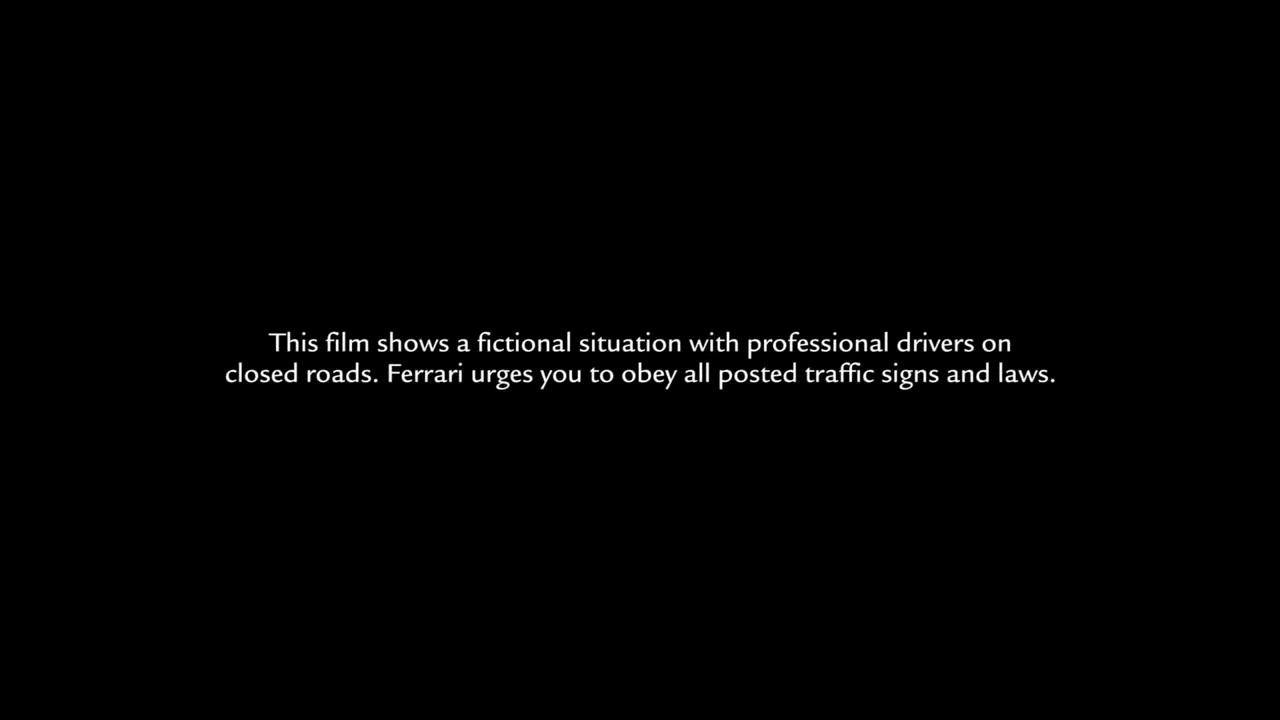 This film shows a fictional situation with professional drivers on
closed roads. Ferrari urges you to obey all posted traffic signs and laws.